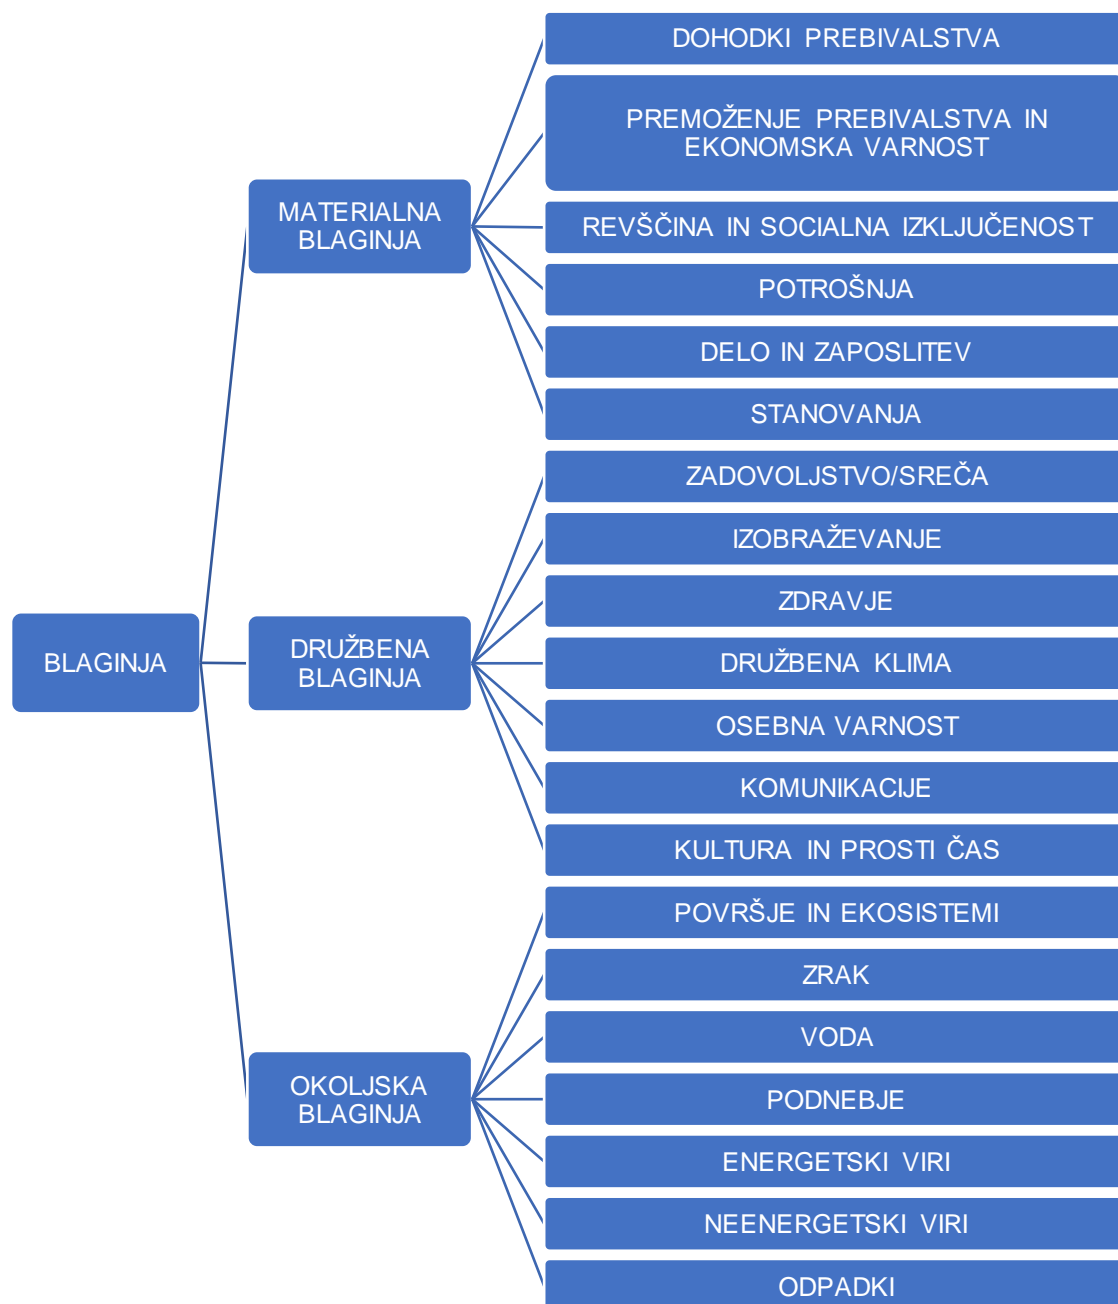 BLAGINJA
MATERIALNA
BLAGINJA
DOHODKI PREBIVALSTVA
PREMOŽENJE PREBIVALSTVA IN
EKONOMSKA VARNOST
REVŠČINA IN SOCIALNA IZKLJUČENOST
POTROŠNJA
DELO IN ZAPOSLITEV
STANOVANJA
DRUŽBENA
BLAGINJA
ZADOVOLJSTVO/SREČA
IZOBRAŽEVANJE
ZDRAVJE
DRUŽBENA KLIMA
OSEBNA VARNOST
KOMUNIKACIJE
KULTURA IN PROSTI ČAS
OKOLJSKA
BLAGINJA
POVRŠJE IN EKOSISTEMI
ZRAK
VODA
PODNEBJE
ENERGETSKI VIRI
NEENERGETSKI VIRI
ODPADKI